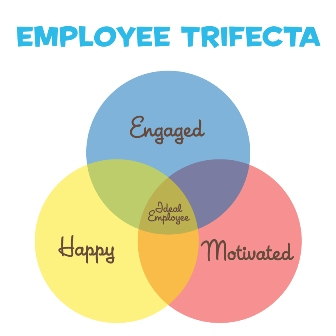 EMPLOYEE TRIFECTA
Engaged
Ideal
Employee
Happy
Motivated